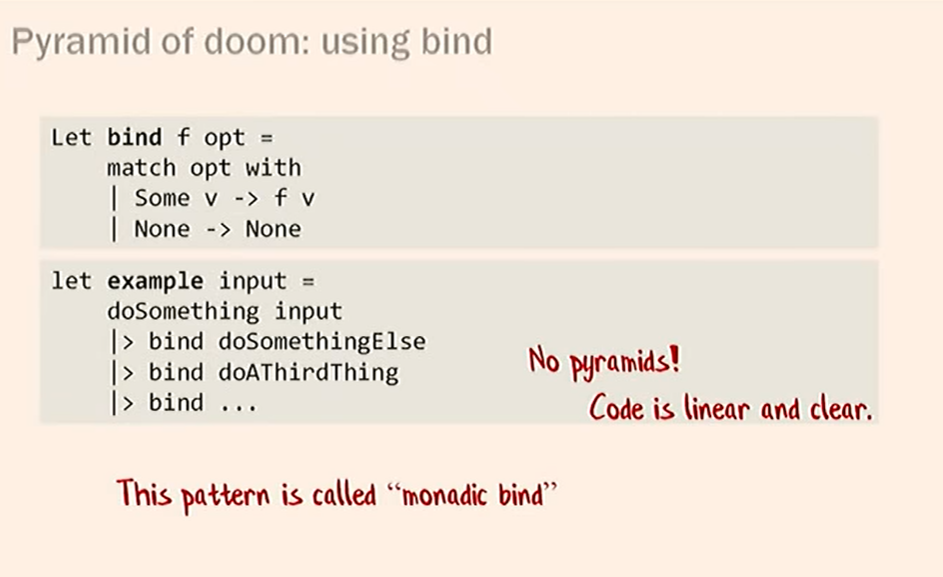 Pyramid of doom: using bind
Let bind f opt =
    match opt with
    | Some v -> f v
    | None -> None
let example input =
    doSomething input
    |> bind doSomethingElse
    |> bind doAThirdThing
    |> bind ...
No pyramids!
Code is linear and clear.
This pattern is called “monadic bind”